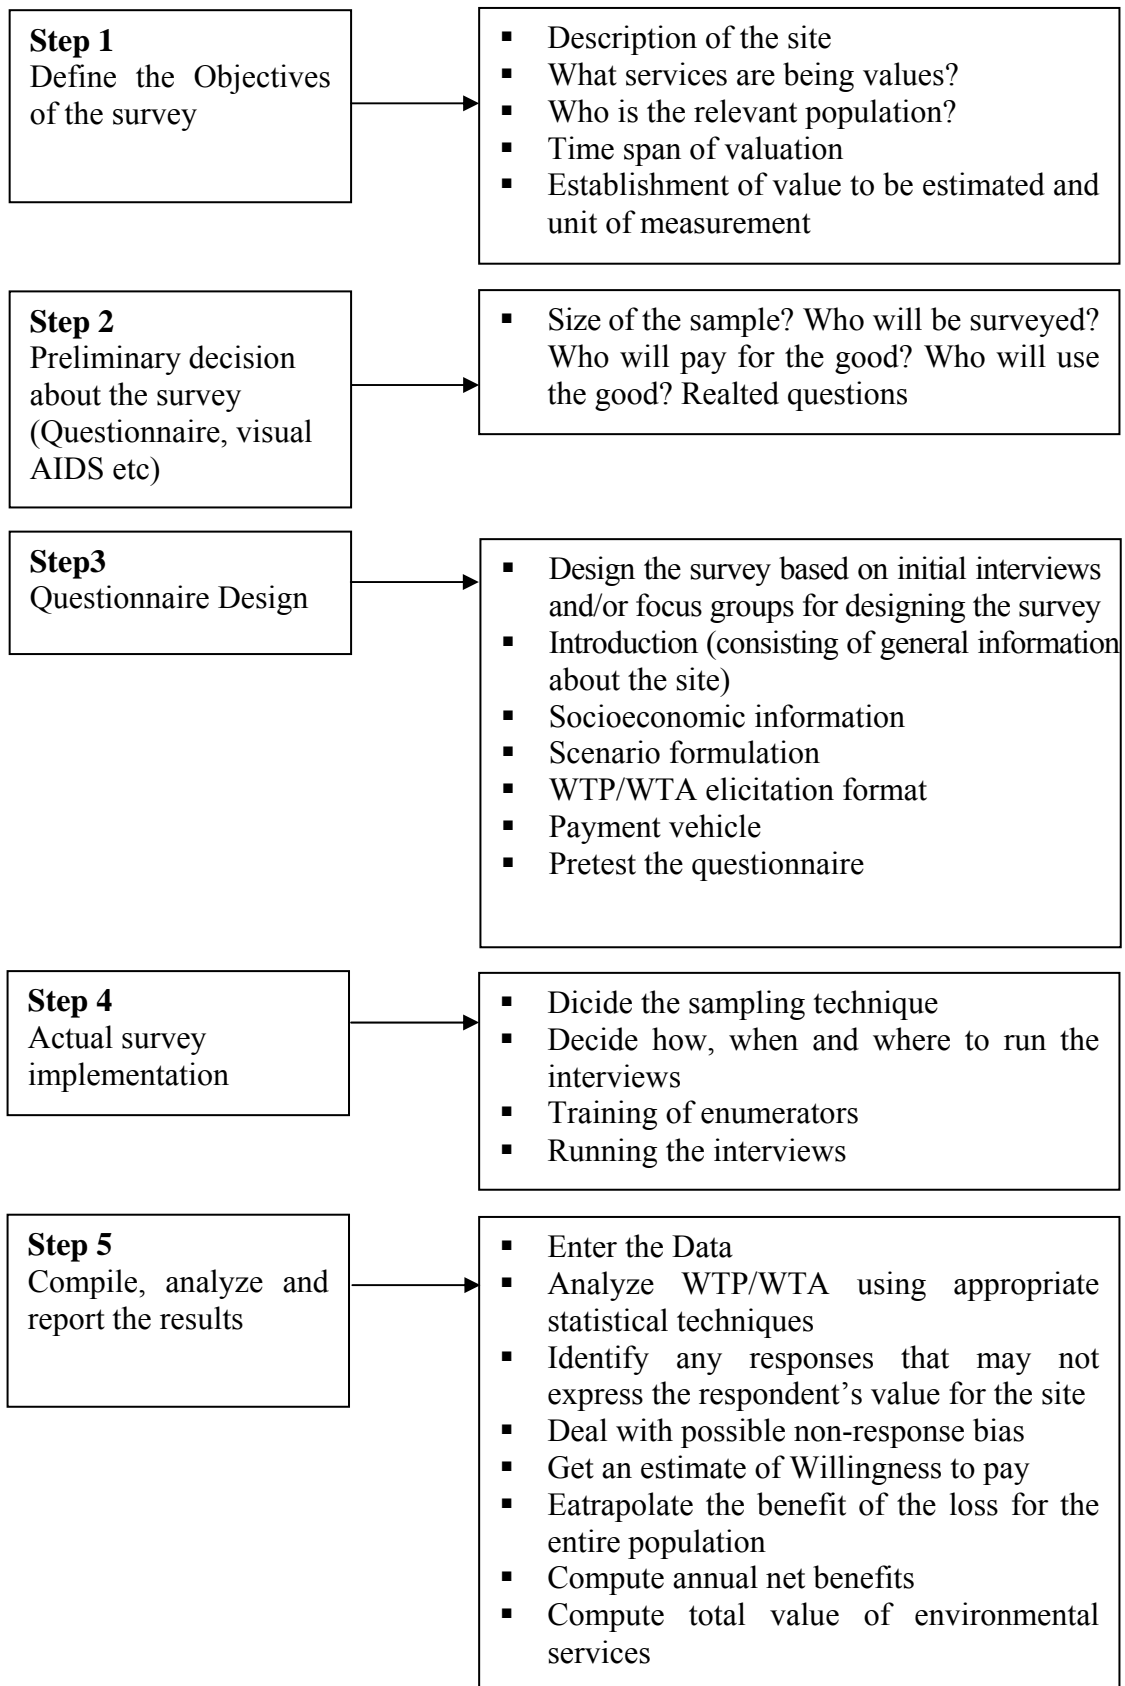 Step 1
Define the Objectives
of the survey
▪ Description of the site
▪ What services are being values?
▪ Who is the relevant population?
▪ Time span of valuation
▪ Establishment of value to be estimated and
unit of measurement
Step 2
Preliminary decision
about the survey
(Questionnaire, visual
AIDS etc)
▪ Size of the sample? Who will be surveyed?
Who will pay for the good? Who will use
the good? Realted questions
Step3
Questionnaire Design
▪ Design the survey based on initial interviews
and/or focus groups for designing the survey
▪ Introduction (consisting of general information
about the site)
▪ Socioeconomic information
▪ Scenario formulation
▪ WTP/WTA elicitation format
▪ Payment vehicle
▪ Pretest the questionnaire
Step 4
Actual survey
implementation
▪ Dicide the sampling technique
▪ Decide how, when and where to run the
interviews
▪ Training of enumerators
▪ Running the interviews
Step 5
Compile, analyze and
report the results
▪ Enter the Data
▪ Analyze WTP/WTA using appropriate
statistical techniques
▪ Identify any responses that may not
express the respondent’s value for the site
▪ Deal with possible non-response bias
▪ Get an estimate of Willingness to pay
▪ Eatrapolate the benefit of the loss for the
entire population
▪ Compute annual net benefits
▪ Compute total value of environmental
services